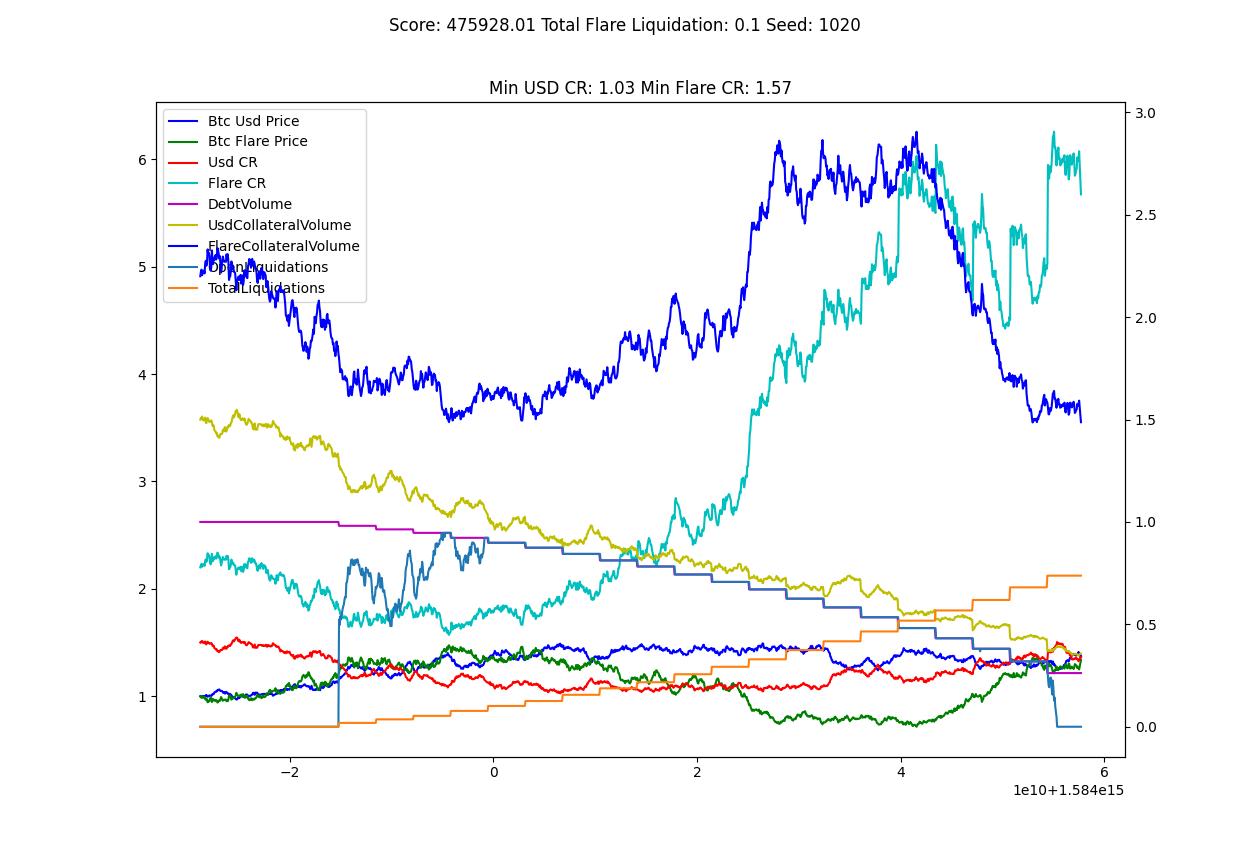 Score: 475928.01 Total Flare Liquidation: 0.1 Seed: 1020
Min USD CR: 1.03 Min Flare CR: 1.57
Btc Usd Price
Btc Flare Price
Usd CR
Flare CR
DebtVolume
UsdCollateralVolume
FlareCollateralVolume
OpenLiquidations
TotalLiquidations
6
5
4
3
2
1
3.0
2.5
2.0
1.5
1.0
0.5
0.0
−2
0
2
4
6
1e10+1.584e15